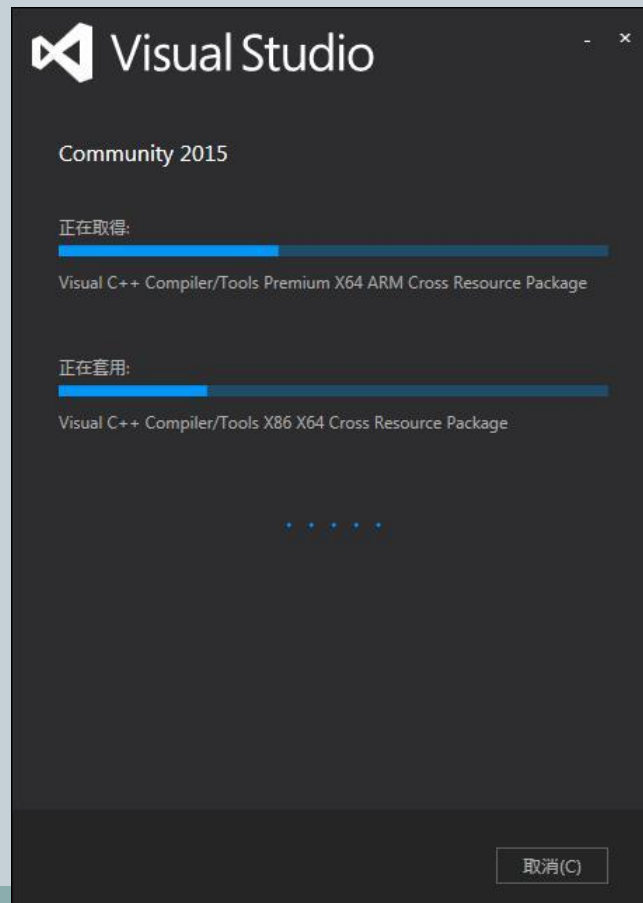 Visual Studio
Community 2015
正在取得:
Visual C++ Compiler/Tools Premium X64 ARM Cross Resource Package
正在套用:
Visual C++ Compiler/Tools X86 X64 Cross Resource Package
取消(C)